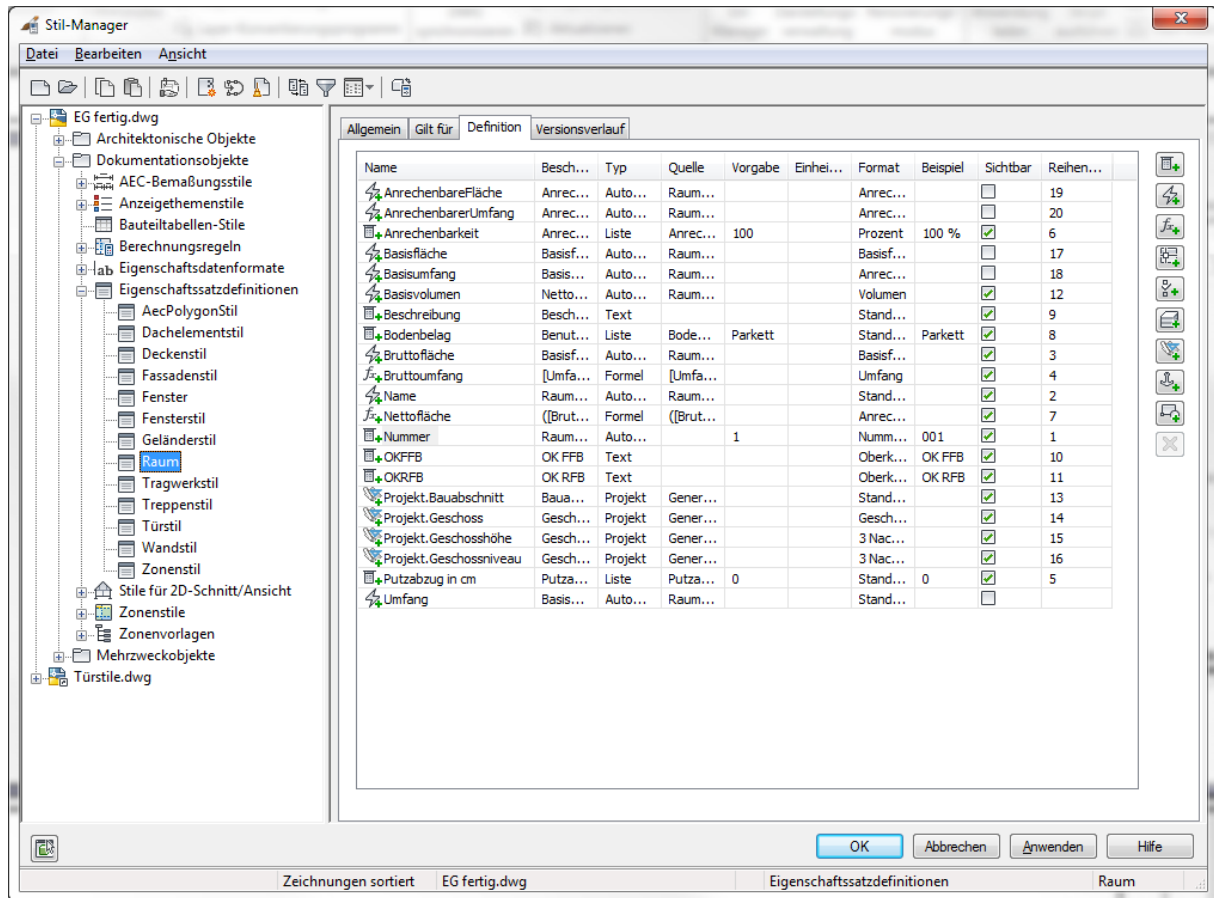 Stil-Manager
Datei Bearbeiten Ansicht
EG fertig.dwg
Architektonische Objekte
Dokumentationsobjekte
AEC-Bemaßungsstile
Anzeigethemenstile
Bauteiltabellen-Stile
Berechnungsregeln
ab Eigenschaftsdatenformate
Eigenschaftssatzdefinitionen
AecPolygonStil
Dachelementstil
Deckenstil
Fassadenstil
Fenster
Fensterstil
Geländerstil
Raum
Tragwerkstil
Treppenstil
Türstil
Wandstil
Zonenstil
Stile für 2D-Schnitt/Ansicht
Zonenstile
Zonenvorlagen
Mehrzweckobjekte
Türstile.dwg
Allgemein Gilt für Definition Versionsverlauf
Name Besch... Typ Quelle Vorgabe Einhei... Format Beispiel Sichtbar Reihen...
AnrechenbareFläche Anrec... Auto... Raum... Anrec... 19
AnrechenbarerUmfang Anrec... Auto... Raum... Anrec... 20
Anrechenbarkeit Anrec... Liste Anrec... 100 Prozent 100 % 6
Basisfläche Basisf... Auto... Raum... Basisf... 17
Basisumfang Basis... Auto... Raum... Anrec... 18
Basisvolumen Netto... Auto... Raum... Volumen 12
Beschreibung Besch... Text Stand... 9
Bodenbelag Benut... Liste Bode... Parkett Stand... Parkett 8
Bruttofläche Basisf... Auto... Raum... Basisf... 3
Bruttoumfang [Umfa... Formel [Umfa... Umfang 4
Name Raum... Auto... Raum... Stand... 2
Nettofläche ([Brut... Formel ([Brut... Anrec... 7
Nummer Raum... Auto... 1 Numm... 001 1
OKFFB OK FFB Text Oberk... OK FFB 10
OKRFB OK RFB Text Oberk... OK RFB 11
Projekt.Bauabschnitt Baua... Projekt Gener... Stand... 13
Projekt.Geschoss Gesch... Projekt Gener... Gesch... 14
Projekt.Geschosshöhe Gesch... Projekt Gener... 3 Nac... 15
Projekt.Geschossniveau Gesch... Projekt Gener... 3 Nac... 16
Putzabzug in cm Putza... Liste Putza... 0 Stand... 0 5
Umfang Basis... Auto... Raum... Stand...
OK Abbrechen Anwenden Hilfe
Zeichnungen sortiert EG fertig.dwg Eigenschaftssatzdefinitionen Raum